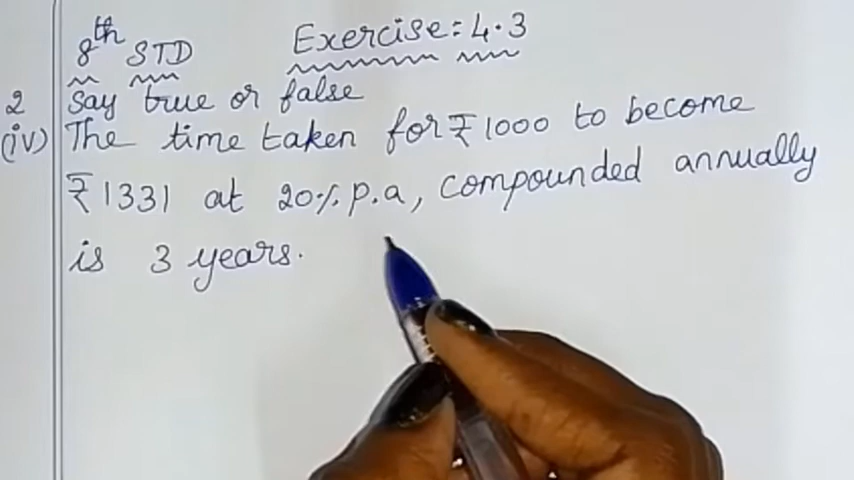 8th STD Exercise: 4.3
2 Say true or false
(iv) The time taken for ₹1000 to become
₹1331 at 20% p.a, compounded annually
is 3 years.